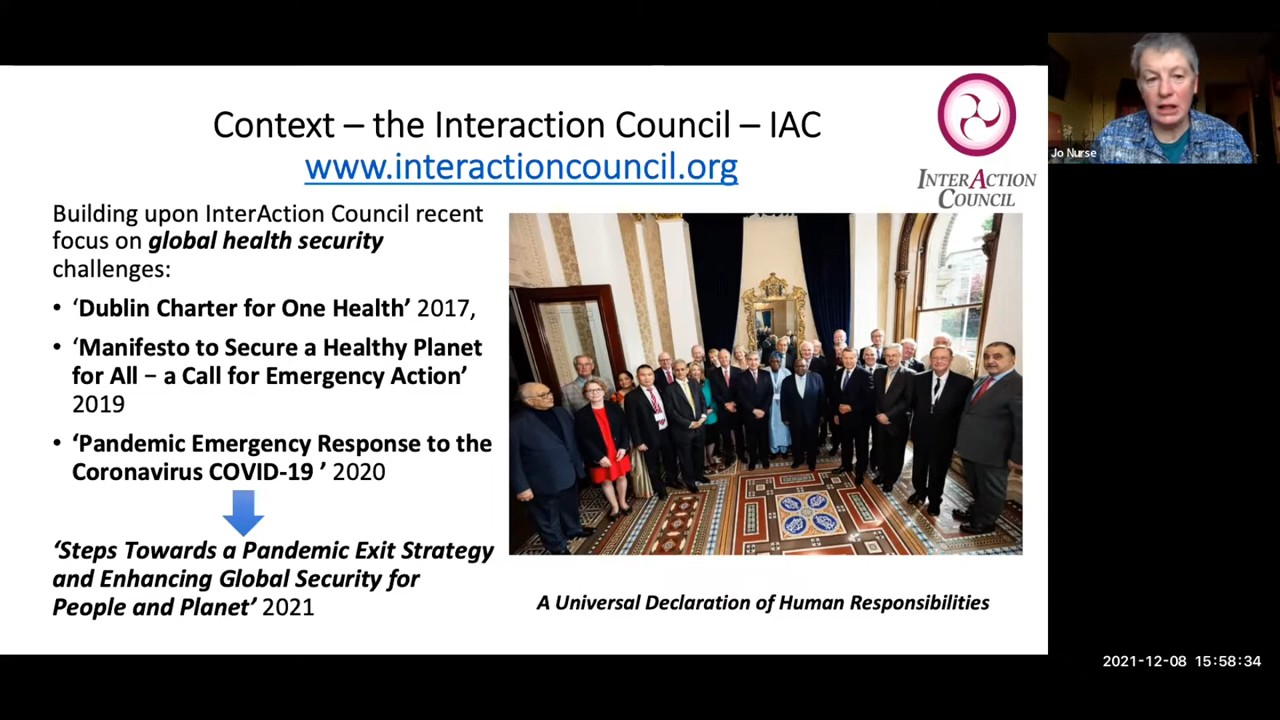 Context – the Interaction Council – IAC
www.interactioncouncil.org
INTERACTION
COUNCIL
Jo Nurse
Building upon InterAction Council recent
focus on global health security
challenges:
• ‘Dublin Charter for One Health’ 2017,
• ‘Manifesto to Secure a Healthy Planet
for All – a Call for Emergency Action’
2019
• ‘Pandemic Emergency Response to the
Coronavirus COVID-19 ’ 2020
‘Steps Towards a Pandemic Exit Strategy
and Enhancing Global Security for
People and Planet’ 2021
A Universal Declaration of Human Responsibilities
2021-12-08 15:58:34